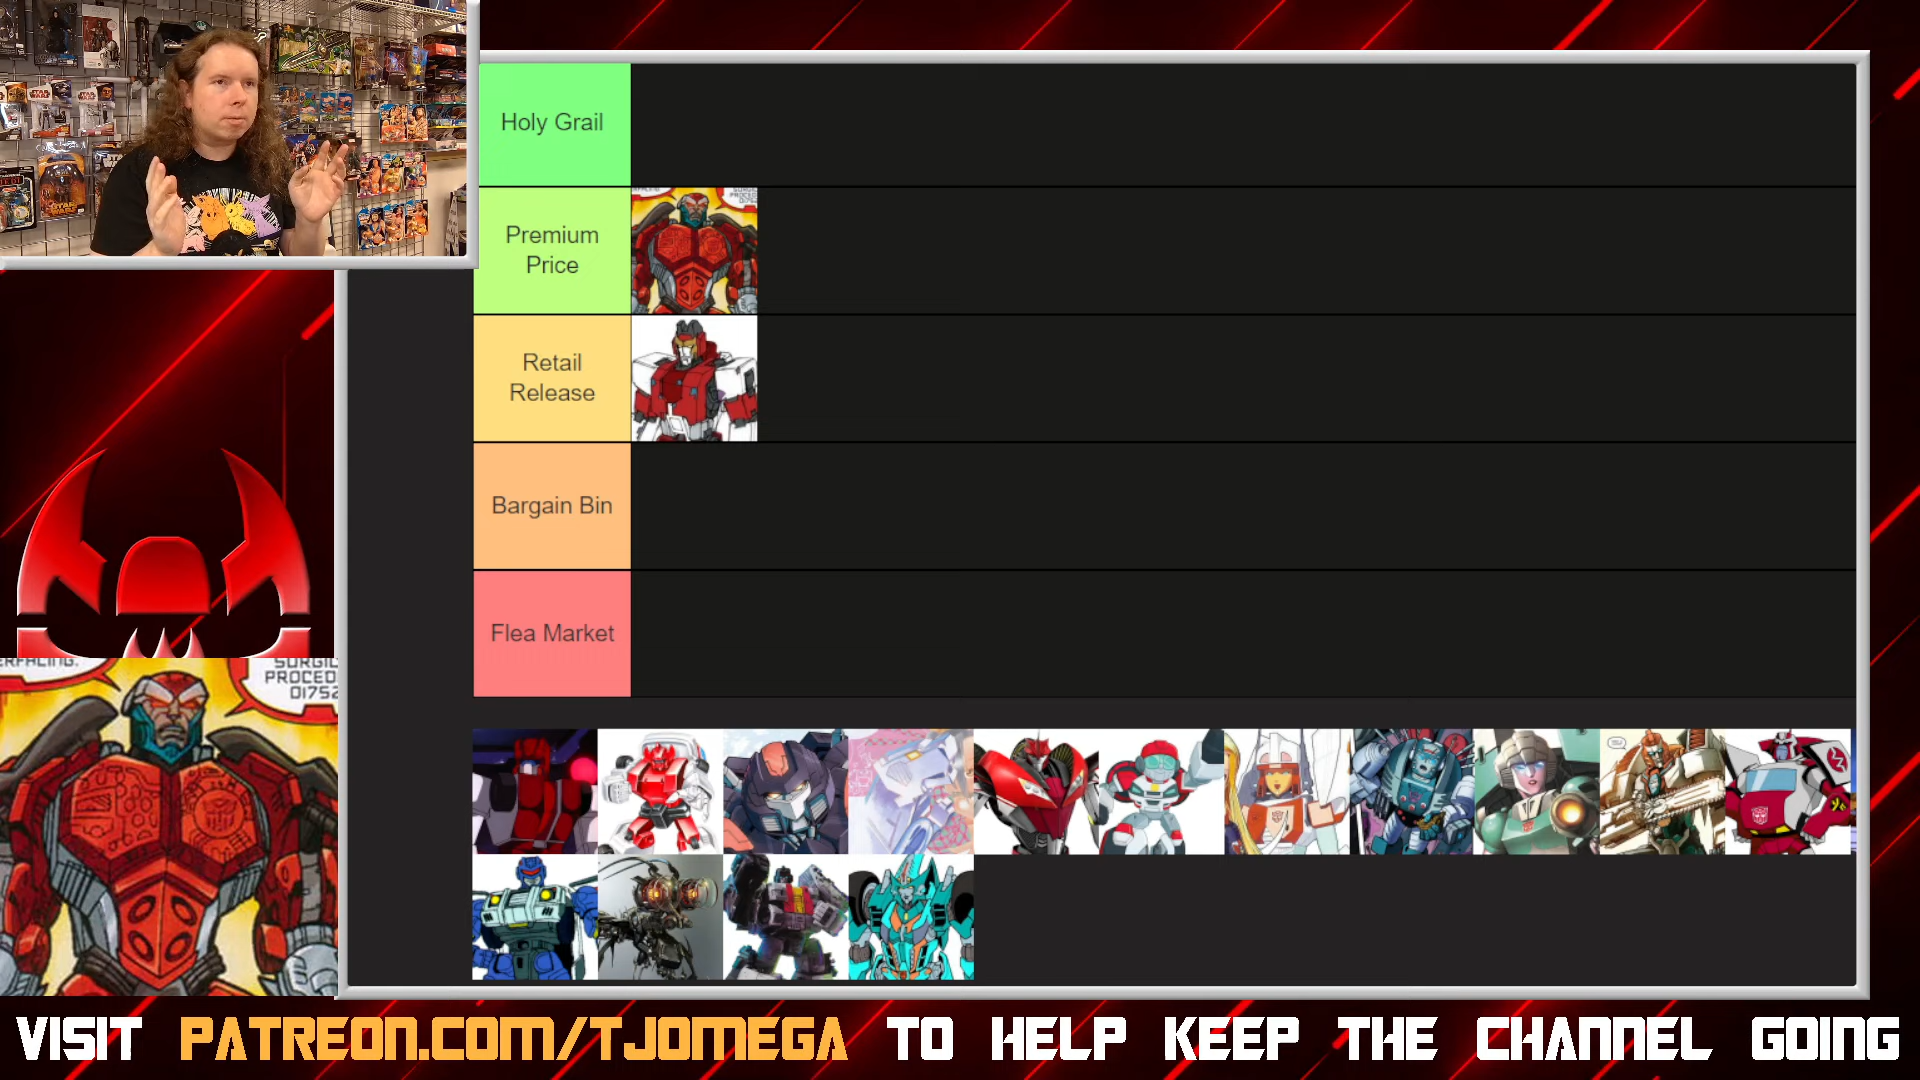 Holy Grail
Premium
Price
Retail
Release
Bargain Bin
Flea Market
SURGIC
PROCED
0175
VISIT PATREON.COM/TJOMEGA TO HELP KEEP THE CHANNEL GOING